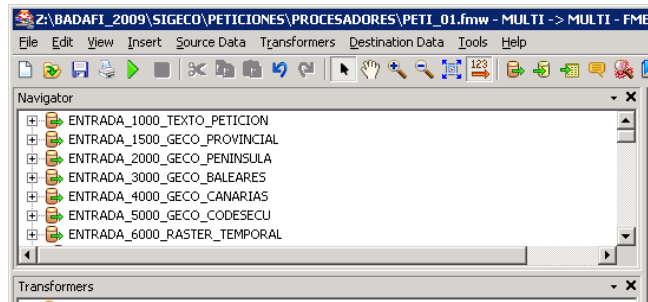 Z:\BADAFI_2009\SIGECO\PETICIONES\PROCESADORES\PETI_01.fmw - MULTI -> MULTI - FME
File Edit View Insert Source Data Transformers Destination Data Tools Help
123
Navigator
ENTRADA_1000_TEXTO_PETICION
ENTRADA_1500_GECO_PROVINCIAL
ENTRADA_2000_GECO_PENINSULA
ENTRADA_3000_GECO_BALEARES
ENTRADA_4000_GECO_CANARIAS
ENTRADA_5000_GECO_CODESECU
ENTRADA_6000_RASTER_TEMPORAL
Transformers